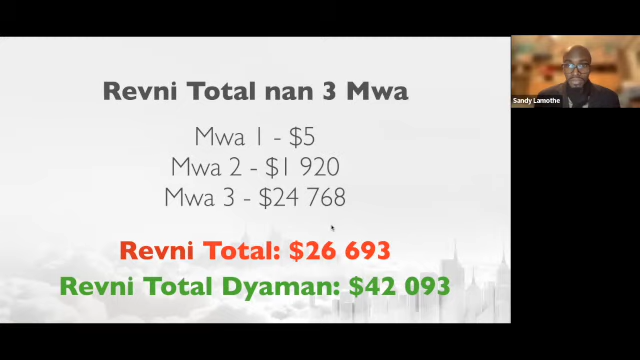 Revni Total nan 3 Mwa
Mwa 1 - $5
Mwa 2 - $1 920
Mwa 3 - $24 768
Revni Total: $26 693
Revni Total Dyaman: $42 093
Sandy Lamothe